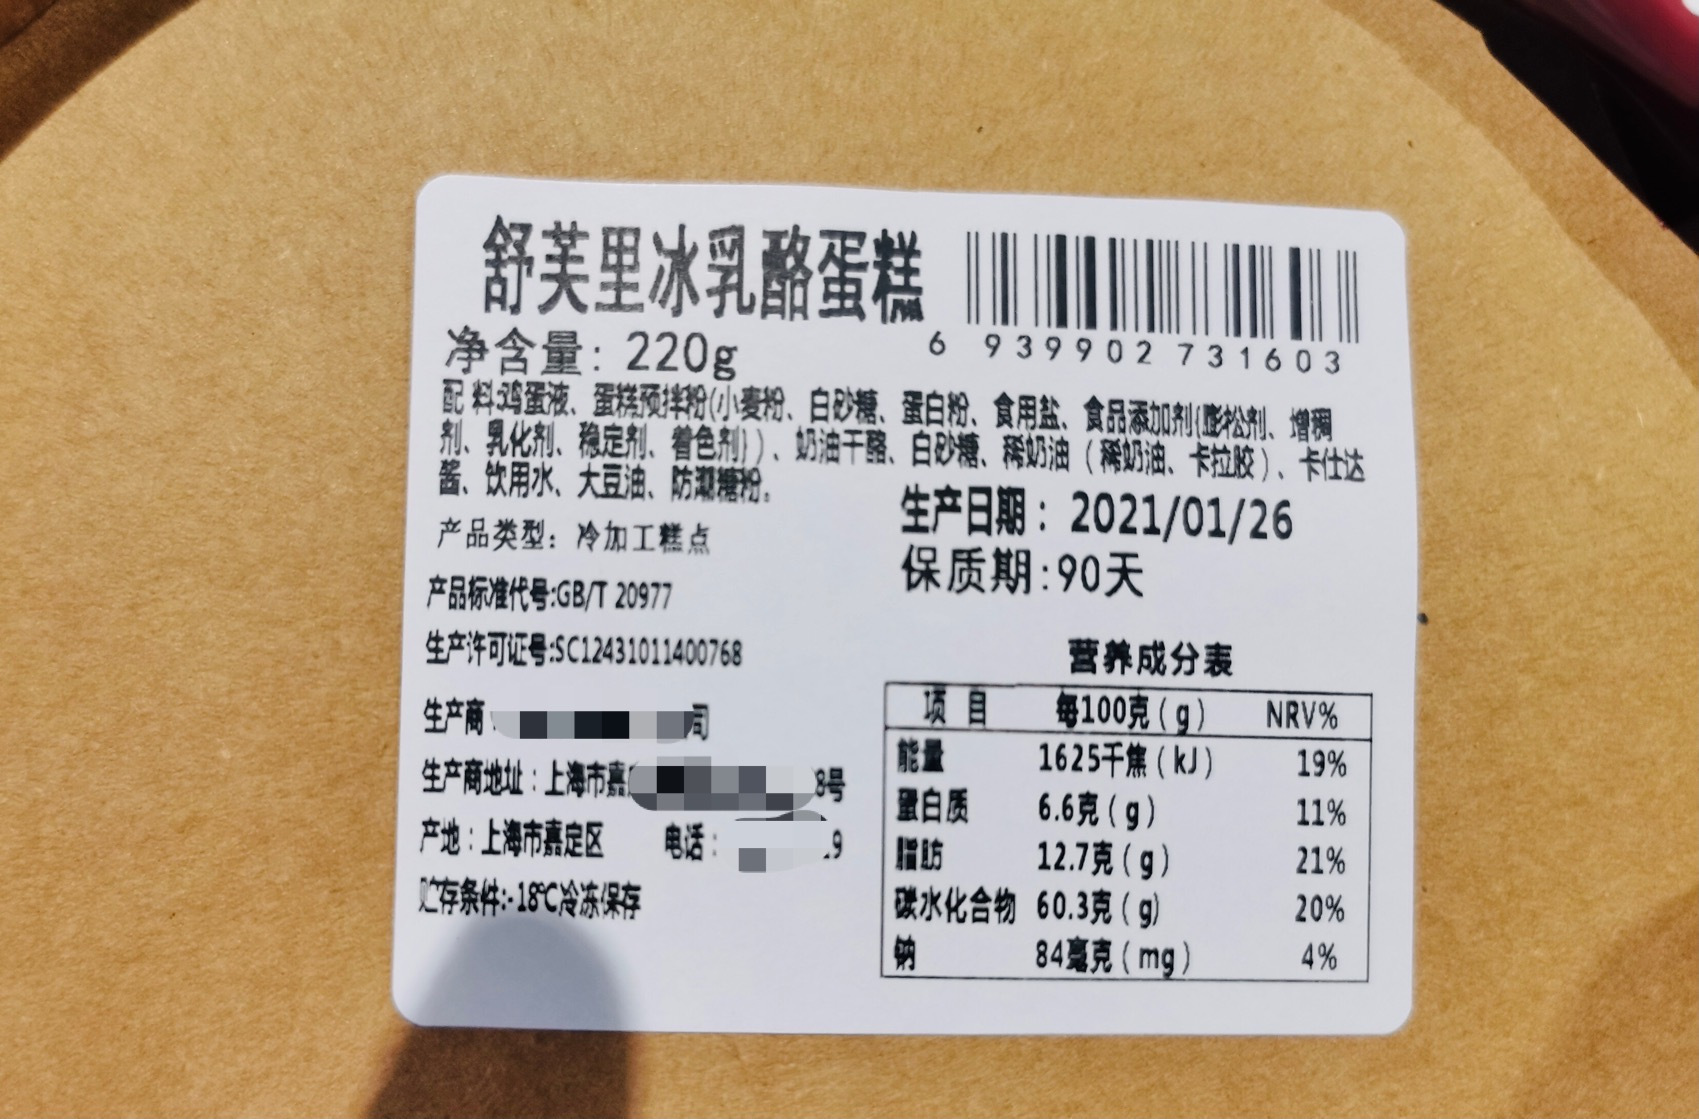 舒芙里冰乳酪蛋糕
6 939902 731603
净含量：220g
配 料:鸡蛋液、蛋糕预拌粉(小麦粉、白砂糖、蛋白粉、食用盐、食品添加剂(膨松剂、增稠
剂、乳化剂、稳定剂、着色剂))、奶油干酪、白砂糖、稀奶油（稀奶油、卡拉胶）、卡仕达
酱、饮用水、大豆油、防潮糖粉。
生产日期：2021/01/26
保质期:90天
产品类型：冷加工糕点
产品标准代号:GB/T 20977
生产许可证号:SC12431011400768
生产商 司
生产商地址：上海市嘉 8号
产地：上海市嘉定区 电话： 9
贮存条件:-18℃冷冻保存
营养成分表
项 目 每100克(g) NRV%
能量 1625千焦(kJ) 19%
蛋白质 6.6克(g) 11%
脂肪 12.7克(g) 21%
碳水化合物 60.3克(g) 20%
钠 84毫克(mg) 4%